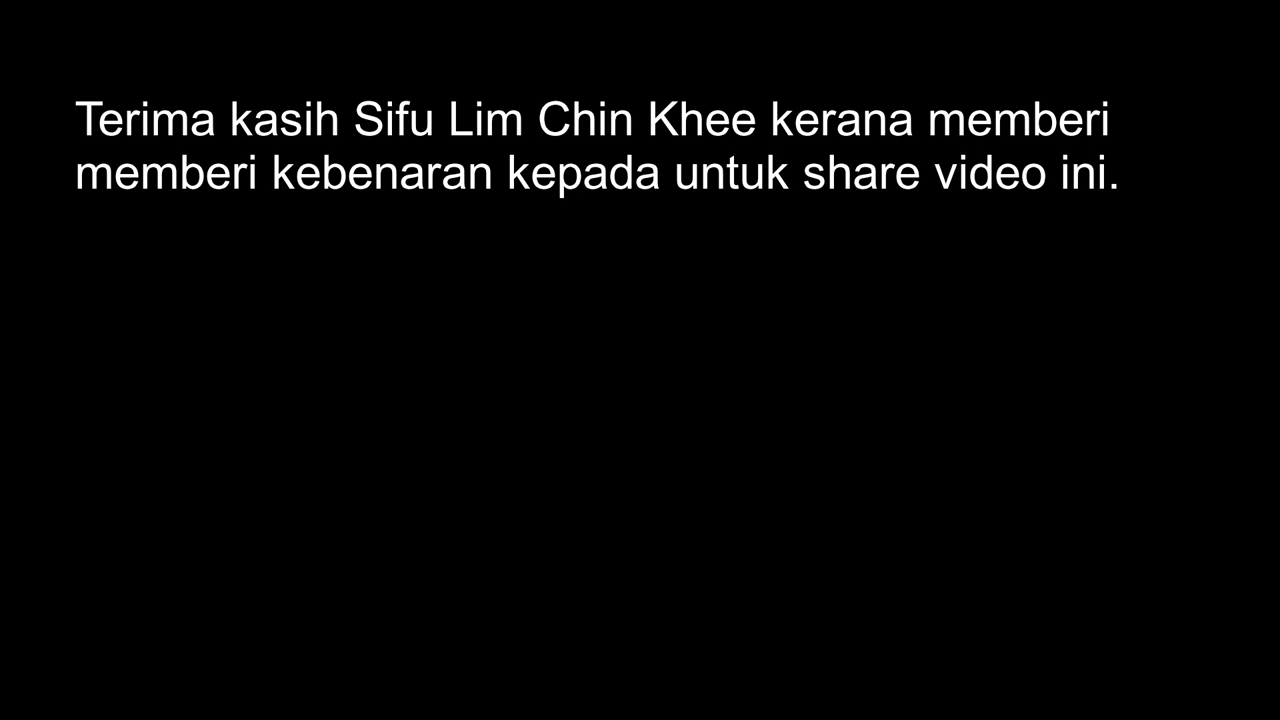 Terima kasih Sifu Lim Chin Khee kerana memberi
memberi kebenaran kepada untuk share video ini.